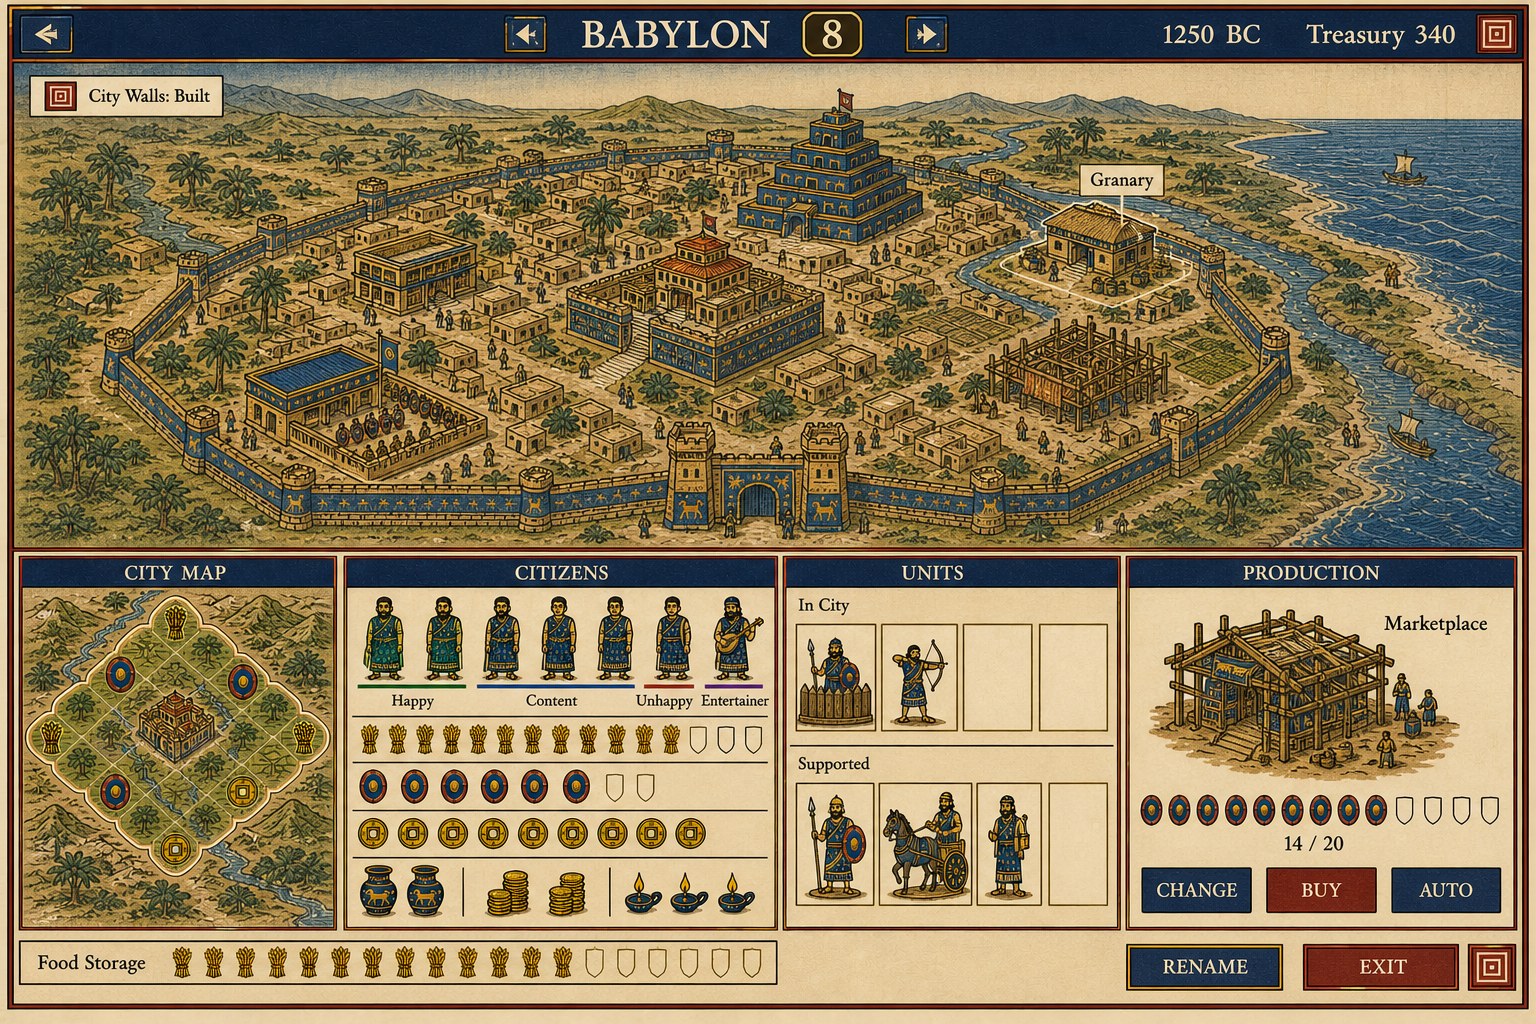 BABYLON 8
1250 BC Treasury 340
City Walls: Built
Granary
CITY MAP
CITIZENS
Happy Content Unhappy Entertainer
UNITS
In City
Supported
PRODUCTION
Marketplace
14 / 20
CHANGE BUY AUTO
Food Storage
RENAME EXIT